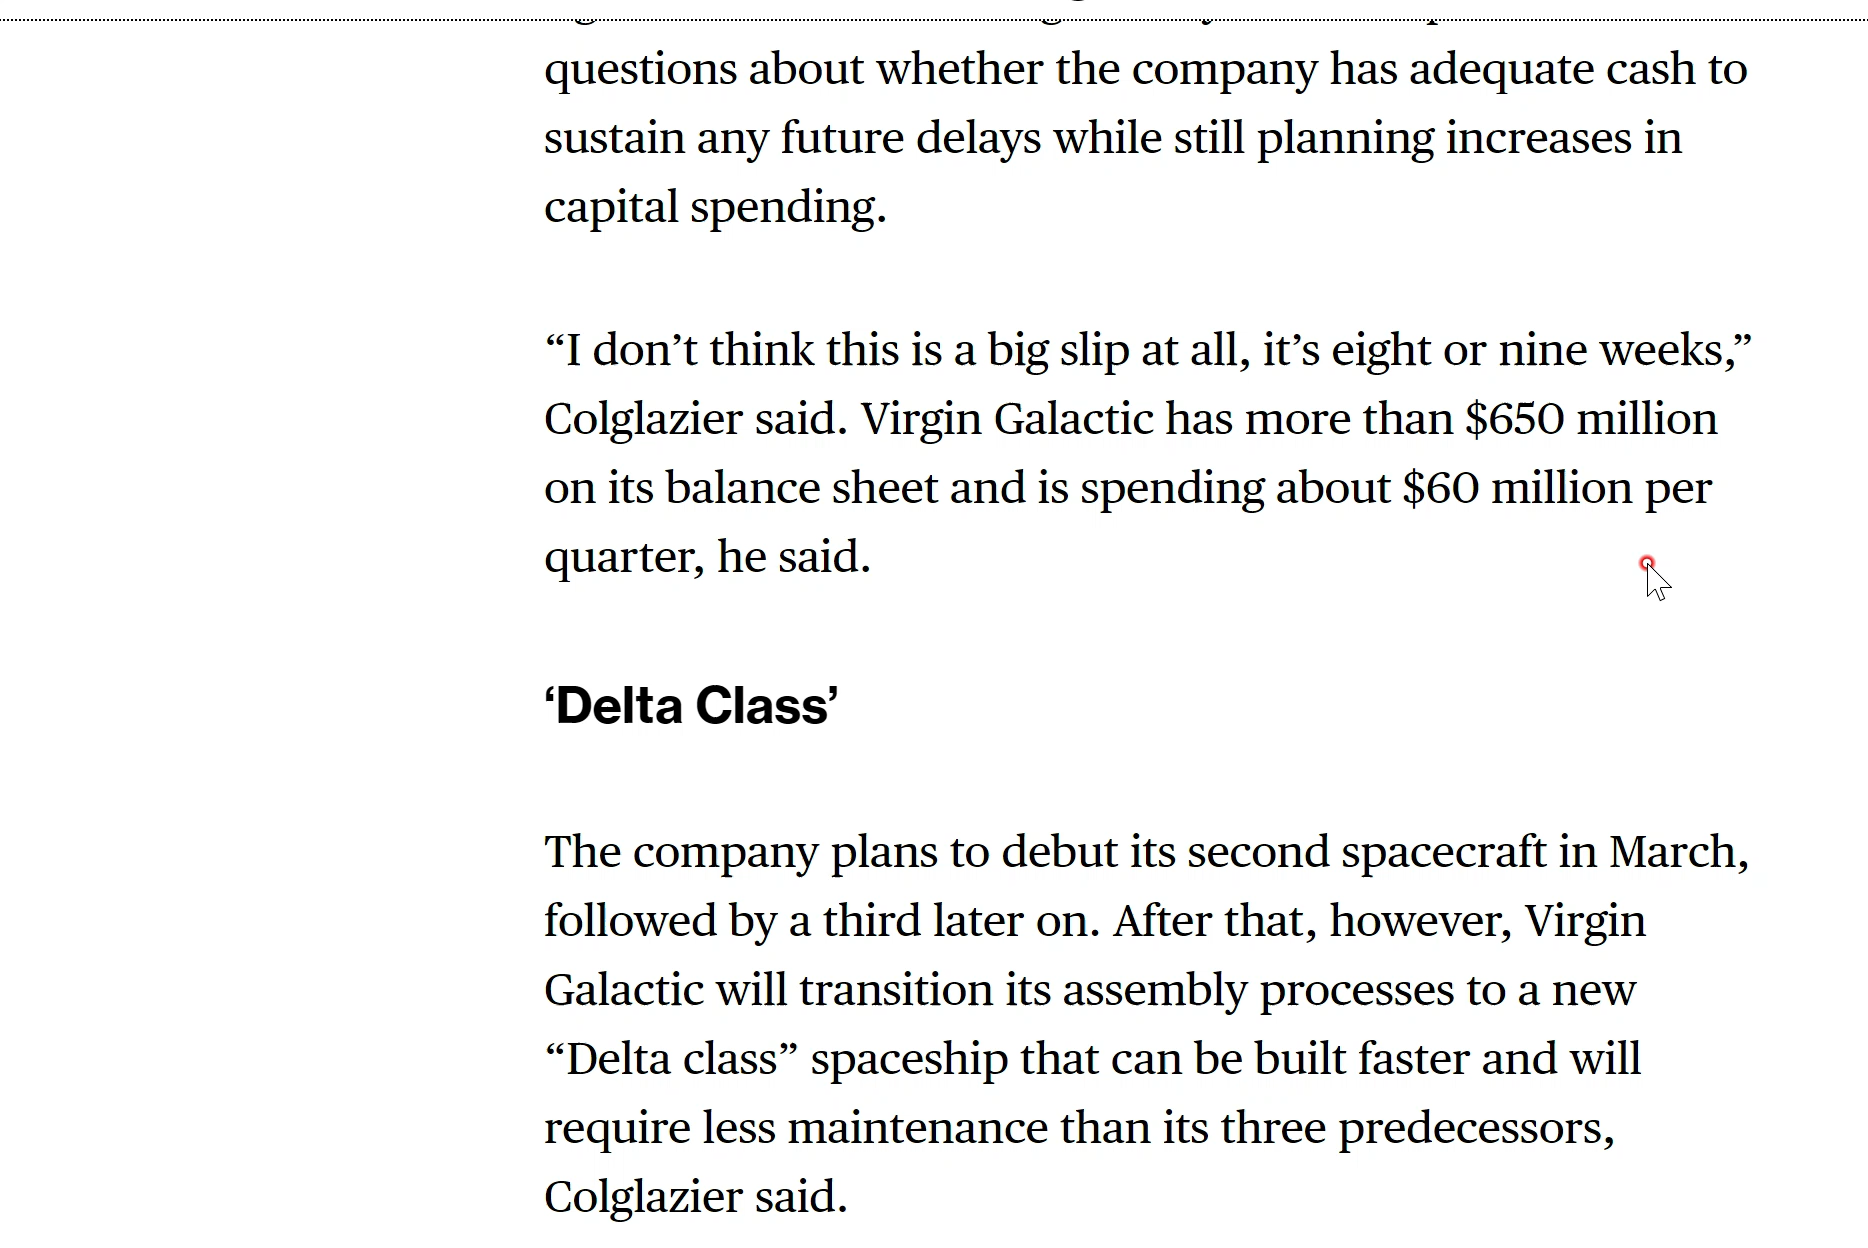 questions about whether the company has adequate cash to
sustain any future delays while still planning increases in
capital spending.
“I don’t think this is a big slip at all, it’s eight or nine weeks,”
Colglazier said. Virgin Galactic has more than $650 million
on its balance sheet and is spending about $60 million per
quarter, he said.
‘Delta Class’
The company plans to debut its second spacecraft in March,
followed by a third later on. After that, however, Virgin
Galactic will transition its assembly processes to a new
“Delta class” spaceship that can be built faster and will
require less maintenance than its three predecessors,
Colglazier said.